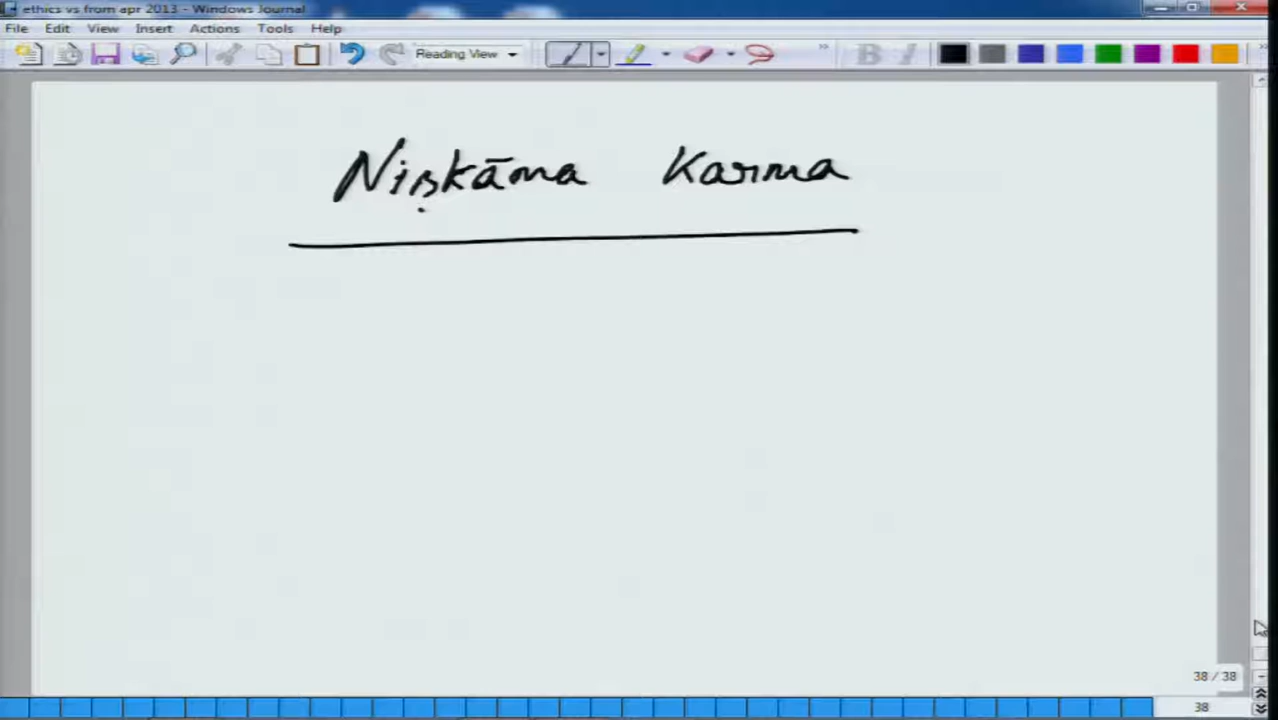 ethics vs from apr 2013 - Windows Journal
File Edit View Insert Actions Tools Help
Reading View
B I
Niṣkāma Karma
38 / 38
38